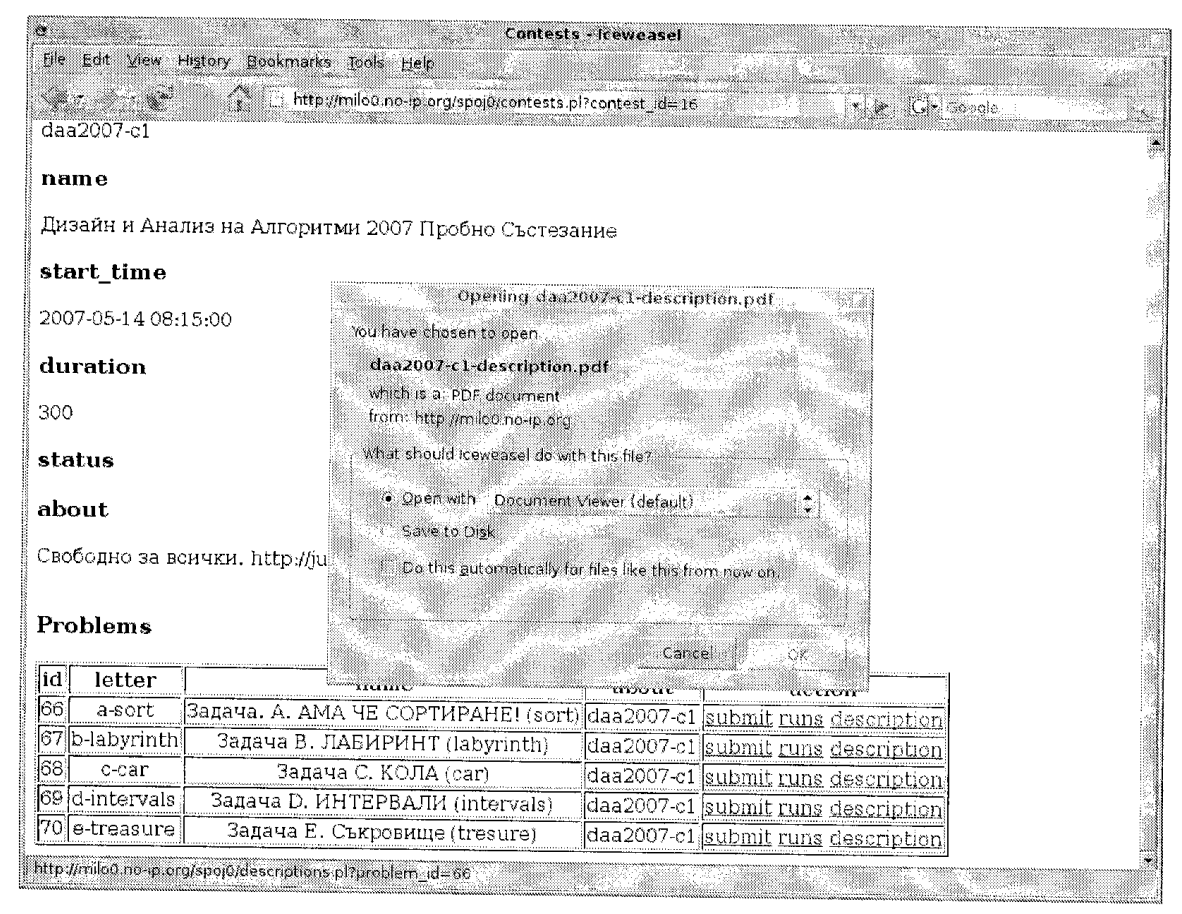 Contests - Iceweasel
File Edit View History Bookmarks Tools Help
http://milo0.no-ip.org/spoj0/contests.pl?contest_id=16 Google
daa2007-c1
name
Дизайн и Анализ на Алгоритми 2007 Пробно Състезание
start_time
2007-05-14 08:15:00
duration
300
status
about
Свободно за всички. http://ju
Opening daa2007-c1-description.pdf
You have chosen to open
daa2007-c1-description.pdf
which is a: PDF document
from: http://milo0.no-ip.org
What should Iceweasel do with this file?
Open with Document Viewer (default)
Save to Disk
Do this automatically for files like this from now on.
Cancel OK
Problems
id letter name about action
66 a-sort Задача. A. АМА ЧЕ СОРТИРАНЕ! (sort) daa2007-c1 submit runs description
67 b-labyrinth Задача B. ЛАБИРИНТ (labyrinth) daa2007-c1 submit runs description
68 c-car Задача C. КОЛА (car) daa2007-c1 submit runs description
69 d-intervals Задача D. ИНТЕРВАЛИ (intervals) daa2007-c1 submit runs description
70 e-treasure Задача E. Съкровище (tresure) daa2007-c1 submit runs description
http://milo0.no-ip.org/spoj0/descriptions.pl?problem_id=66